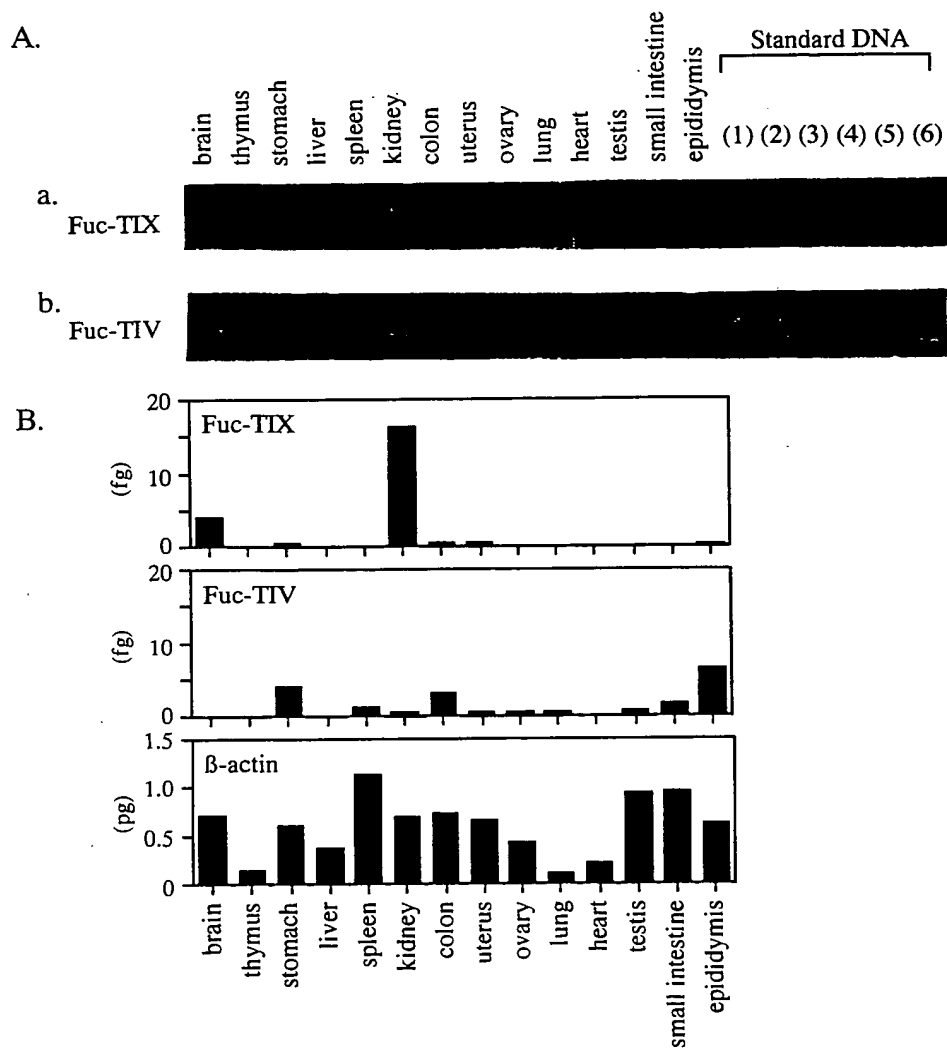 A.
Standard DNA
brain
thymus
stomach
liver
spleen
kidney
colon
uterus
ovary
lung
heart
testis
small intestine
epididymis
(1) (2) (3) (4) (5) (6)
a.
Fuc-TIX
b.
Fuc-TIV
B.
20
Fuc-TIX
(fg)
10
0
20
Fuc-TIV
(fg)
10
0
1.5
ß-actin
1.0
(pg)
0.5
0
brain
thymus
stomach
liver
spleen
kidney
colon
uterus
ovary
lung
heart
testis
small intestine
epididymis